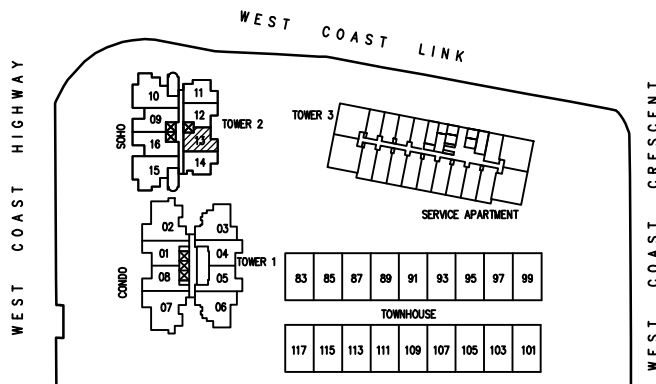 WEST COAST LINK
WEST COAST HIGHWAY
WEST COAST CRESCENT
10
11
09
12
TOWER 2
SOHO
13
16
14
15
TOWER 3
SERVICE APARTMENT
02
03
01
04
TOWER 1
CONDO
08
05
07
06
83 85 87 89 91 93 95 97 99
TOWNHOUSE
117 115 113 111 109 107 105 103 101